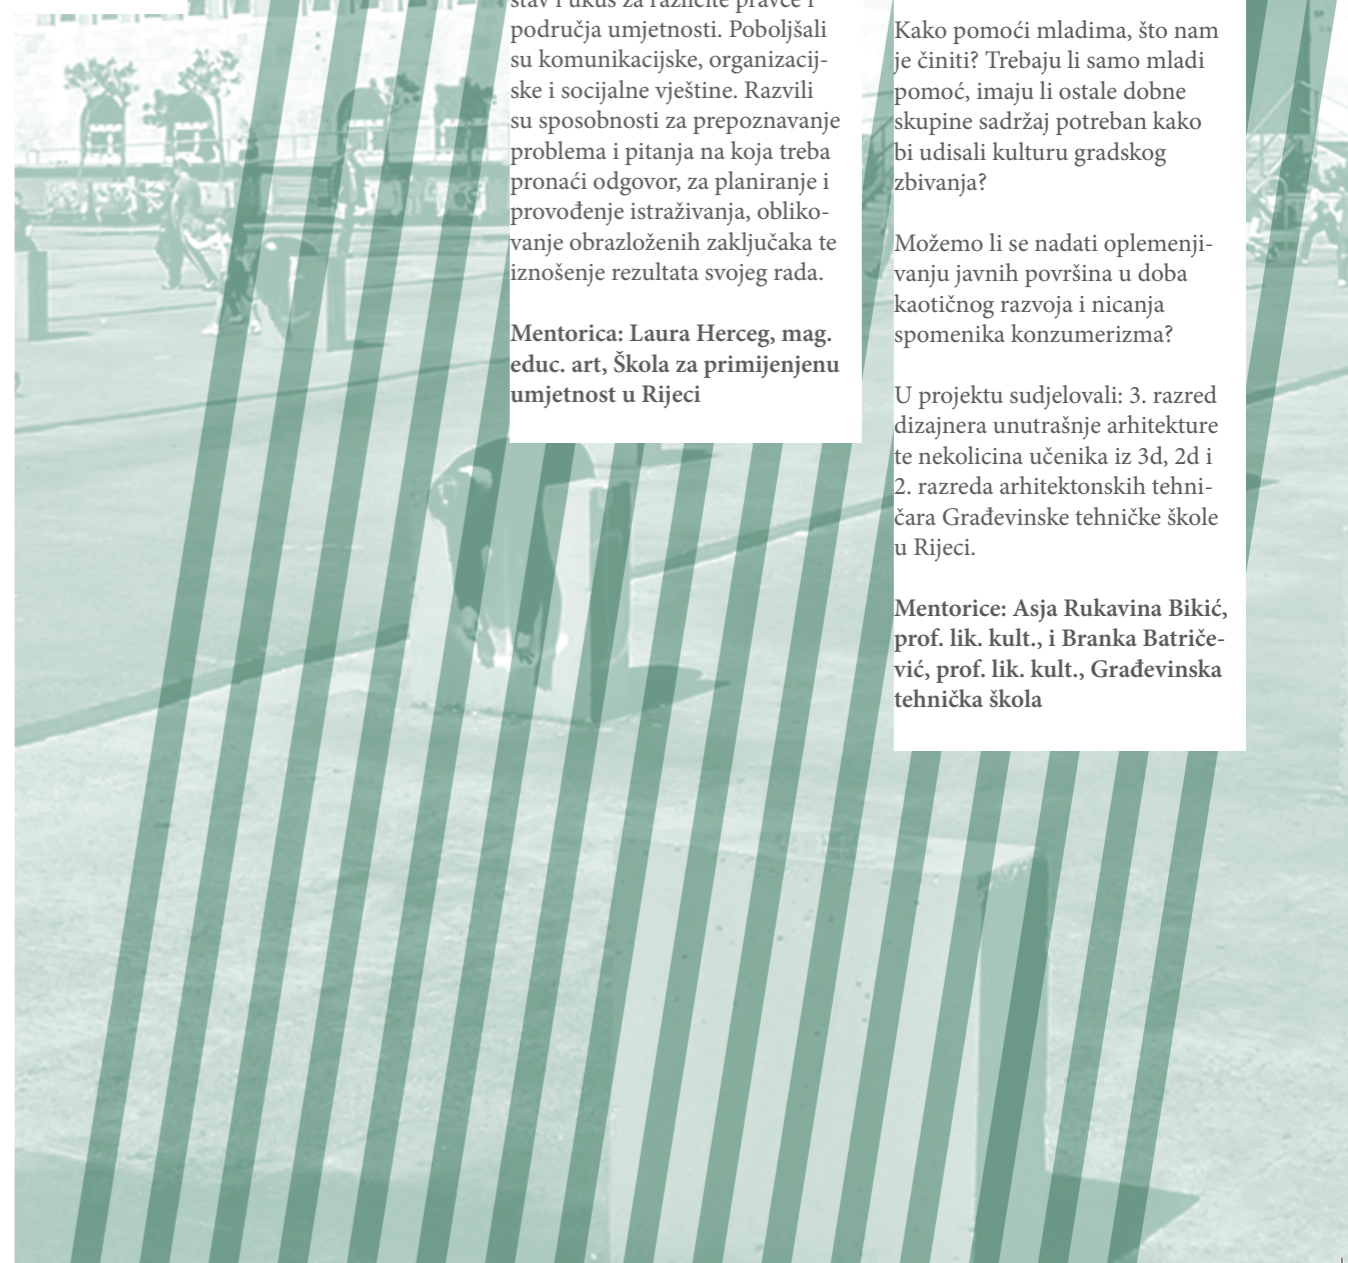 stav i ukus za različite pravce i
područja umjetnosti. Poboljšali
su komunikacijske, organizacij-
ske i socijalne vještine. Razvili
su sposobnosti za prepoznavanje
problema i pitanja na koja treba
pronaći odgovor, za planiranje i
provođenje istraživanja, obliko-
vanje obrazloženih zaključaka te
iznošenje rezultata svojeg rada.
Mentorica: Laura Herceg, mag.
educ. art, Škola za primijenjenu
umjetnost u Rijeci
Kako pomoći mladima, što nam
je činiti? Trebaju li samo mladi
pomoć, imaju li ostale dobne
skupine sadržaj potreban kako
bi udisali kulturu gradskog
zbivanja?
Možemo li se nadati oplemenji-
vanju javnih površina u doba
kaotičnog razvoja i nicanja
spomenika konzumerizma?
U projektu sudjelovali: 3. razred
dizajnera unutrašnje arhitekture
te nekolicina učenika iz 3d, 2d i
2. razreda arhitektonskih tehni-
čara Građevinske tehničke škole
u Rijeci.
Mentorice: Asja Rukavina Bikić,
prof. lik. kult., i Branka Batriče-
vić, prof. lik. kult., Građevinska
tehnička škola